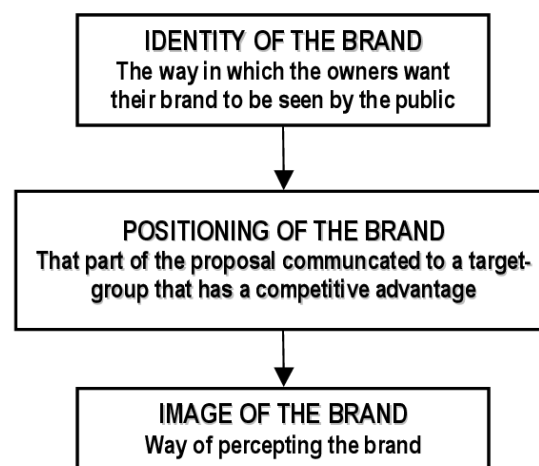 IDENTITY OF THE BRAND
The way in which the owners want
their brand to be seen by the public
POSITIONING OF THE BRAND
That part of the proposal communcated to a target-
group that has a competitive advantage
IMAGE OF THE BRAND
Way of percepting the brand